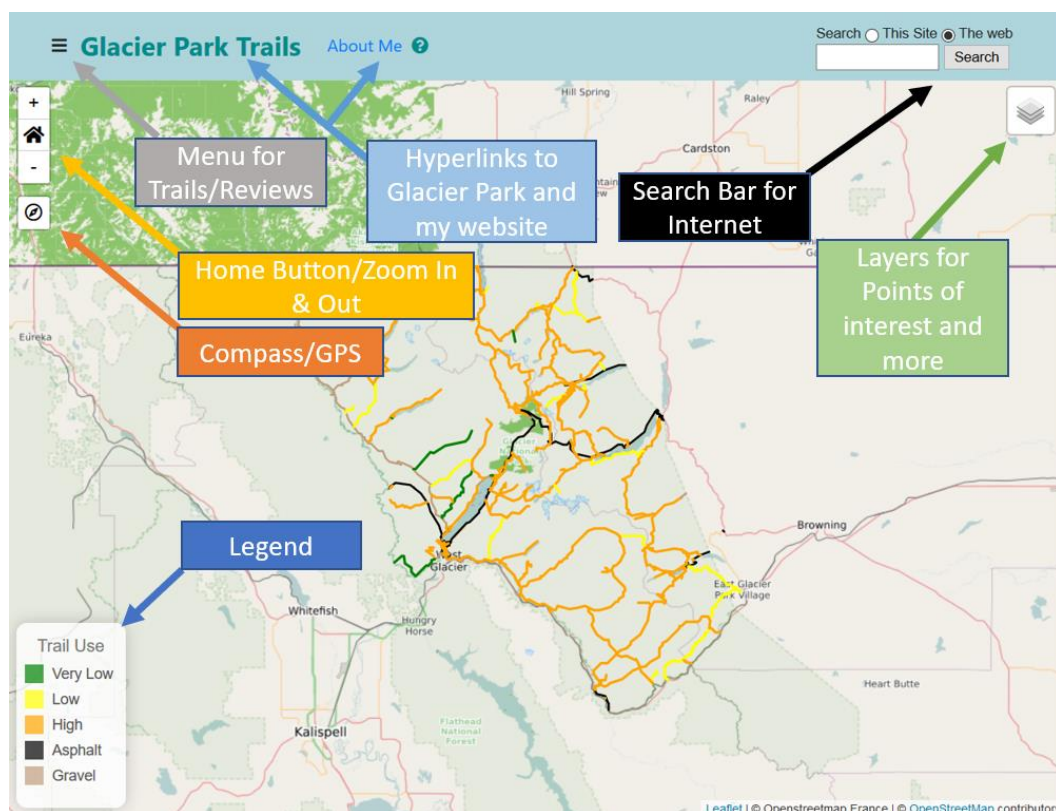 ☰ Glacier Park Trails
About Me ?
Search This Site The web
Search
Hill Spring
Raley
Cardston
+
-
Menu for
Trails/Reviews
Hyperlinks to
Glacier Park and
my website
Search Bar for
Internet
Layers for
Points of
interest and
more
Home Button/Zoom In
& Out
Compass/GPS
Eureka
Glacier
Browning
Legend
West
Glacier
East Glacier
Park Village
Whitefish
Hungry
Horse
Heart Butte
Flathead
National
Forest
Kalispell
Trail Use
Very Low
Low
High
Asphalt
Gravel
Leaflet | © Openstreetmap France | © OpenStreetMap contributor